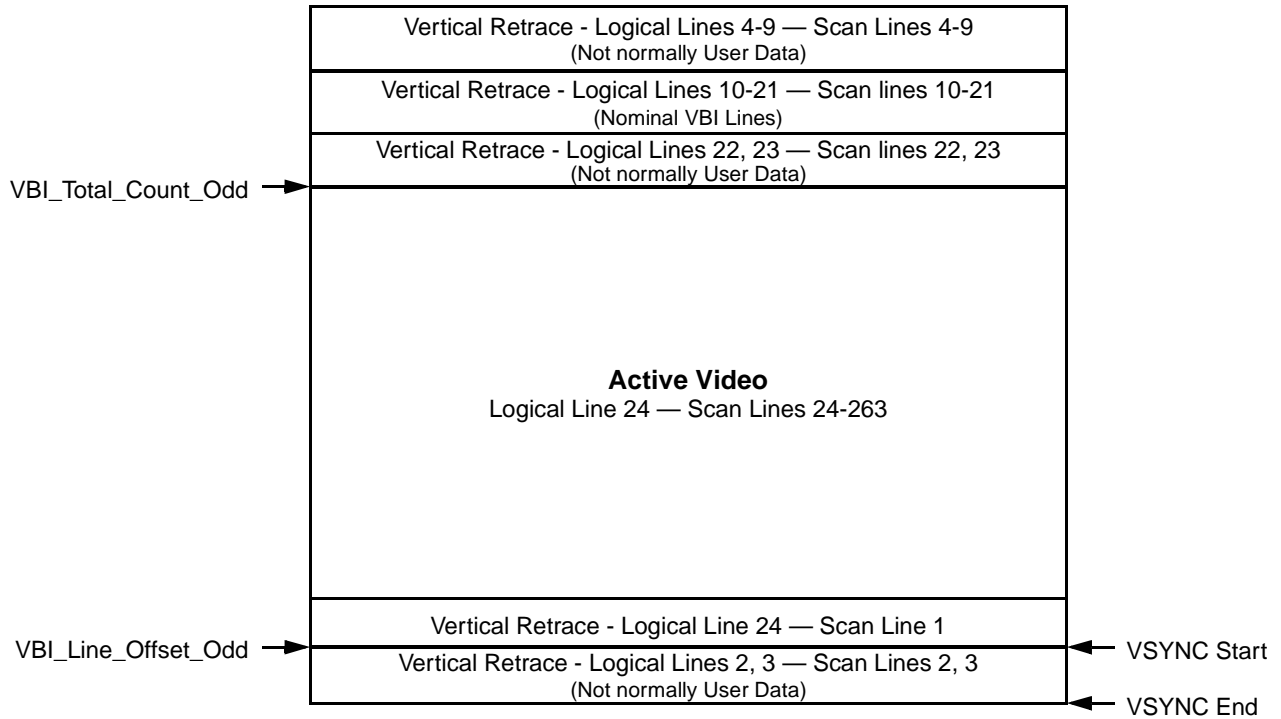 Vertical Retrace - Logical Lines 4-9 — Scan Lines 4-9
(Not normally User Data)
Vertical Retrace - Logical Lines 10-21 — Scan lines 10-21
(Nominal VBI Lines)
Vertical Retrace - Logical Lines 22, 23 — Scan lines 22, 23
(Not normally User Data)
VBI_Total_Count_Odd
Active Video
Logical Line 24 — Scan Lines 24-263
Vertical Retrace - Logical Line 24 — Scan Line 1
VBI_Line_Offset_Odd
VSYNC Start
Vertical Retrace - Logical Lines 2, 3 — Scan Lines 2, 3
(Not normally User Data)
VSYNC End